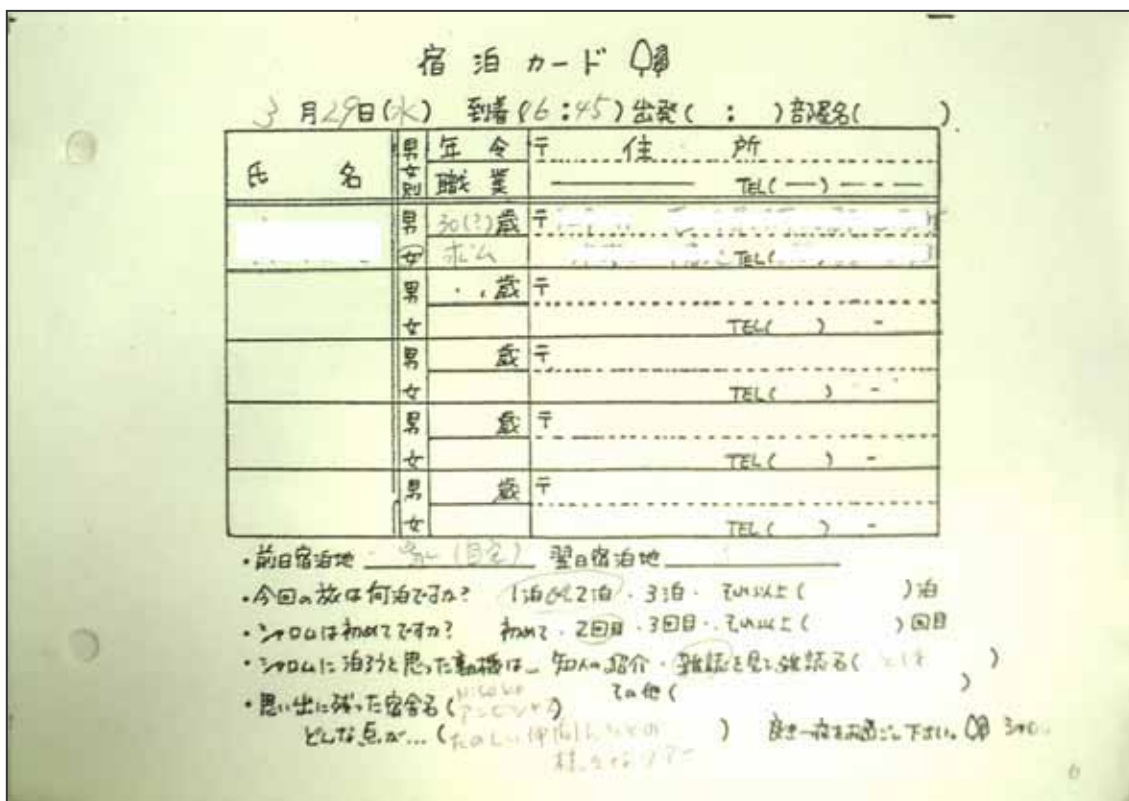 宿泊カード
3月29日(水) 到着(16:45) 出発( : ) 部屋名( )
氏 名 男女別 年令 〒 住 所
職業 TEL( ) -
男 30(?)歳 〒
女 TEL(
男 歳 〒
女 TEL( ) -
男 歳 〒
女 TEL( ) -
男 歳 〒
女 TEL( ) -
男 歳 〒
女 TEL( ) -
・前日宿泊地 (自宅) 翌日宿泊地
・今回の旅は何泊ですか? 1泊 2泊・3泊・それ以上( )泊
・シャロムは初めてですか? 初めて・2回目・3回目・それ以上( )回目
・シャロムに泊ろうと思った動機は… 知人の紹介・雑誌を見て 雑誌名( )
その他( )
・思い出に残った宿舎名( )
どんな点が…(たのしい仲間 ) 良き一夜をお過ごし下さい。